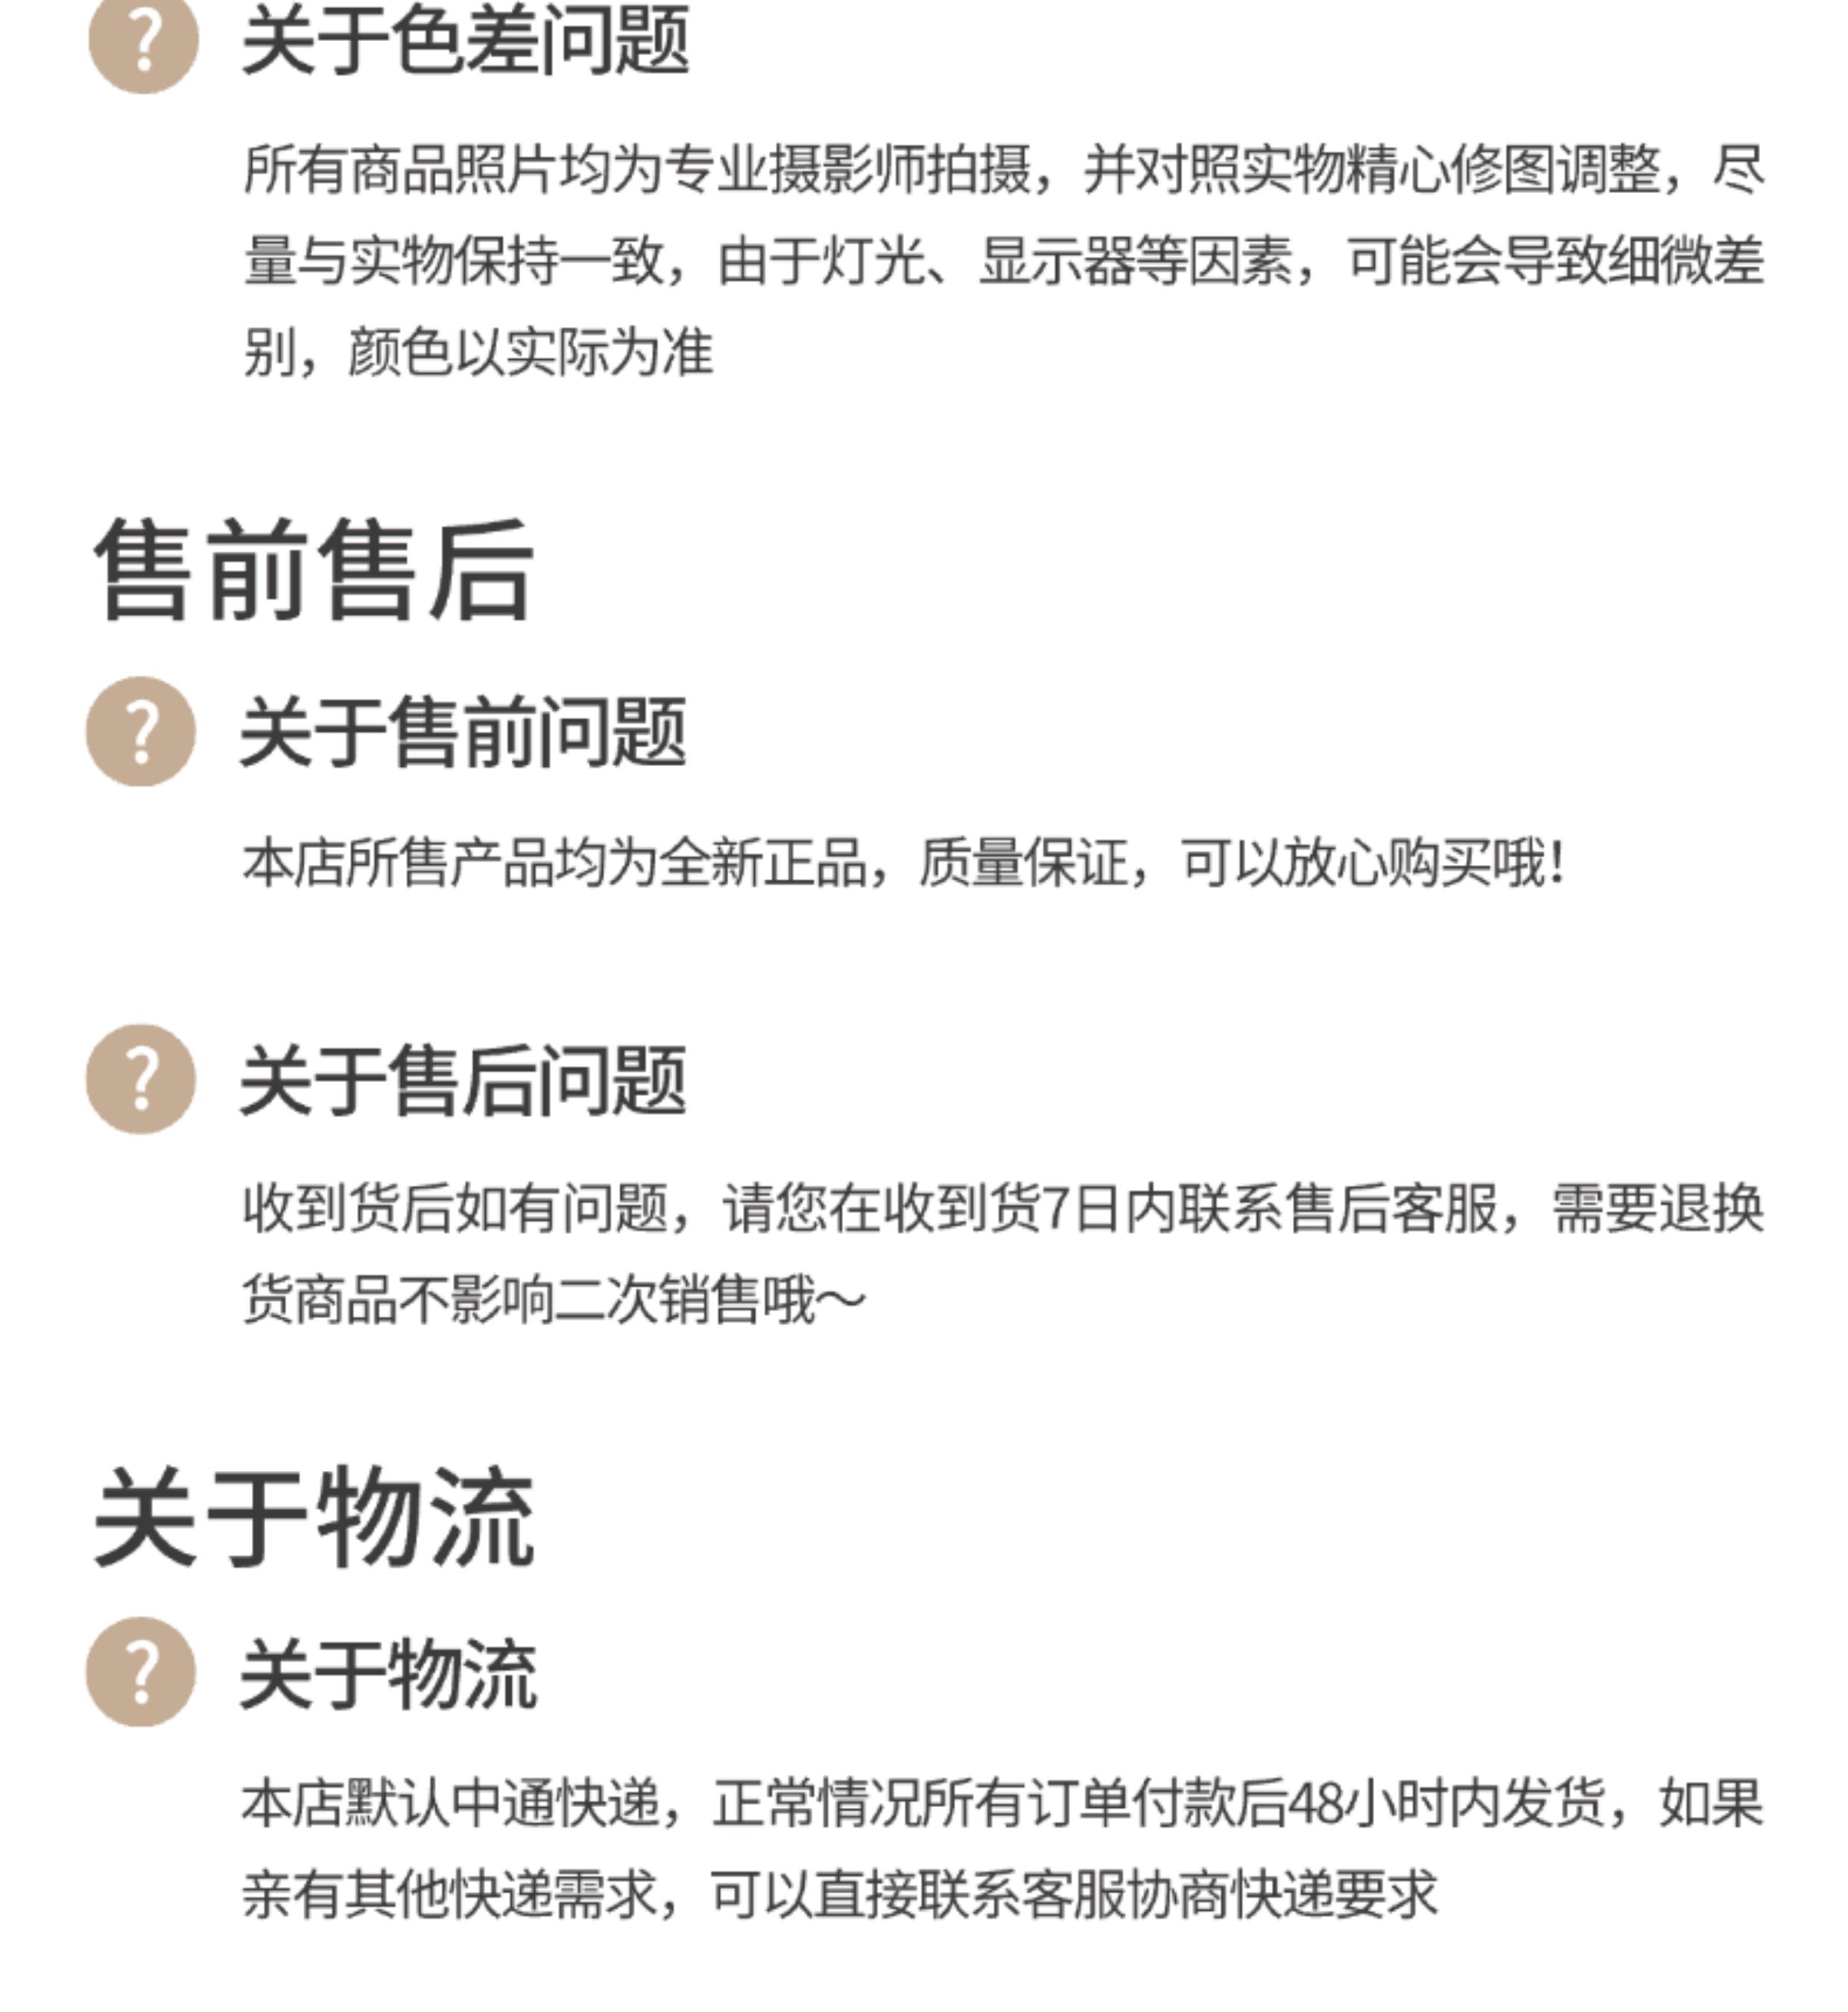 关于色差问题
所有商品照片均为专业摄影师拍摄，并对照实物精心修图调整，尽
量与实物保持一致，由于灯光、显示器等因素，可能会导致细微差
别，颜色以实际为准
售前售后
?
关于售前问题
本店所售产品均为全新正品，质量保证，可以放心购买哦！
?
关于售后问题
收到货后如有问题，请您在收到货7日内联系售后客服，需要退换
货商品不影响二次销售哦～
关于物流
?
关于物流
本店默认中通快递，正常情况所有订单付款后48小时内发货，如果
亲有其他快递需求，可以直接联系客服协商快递要求